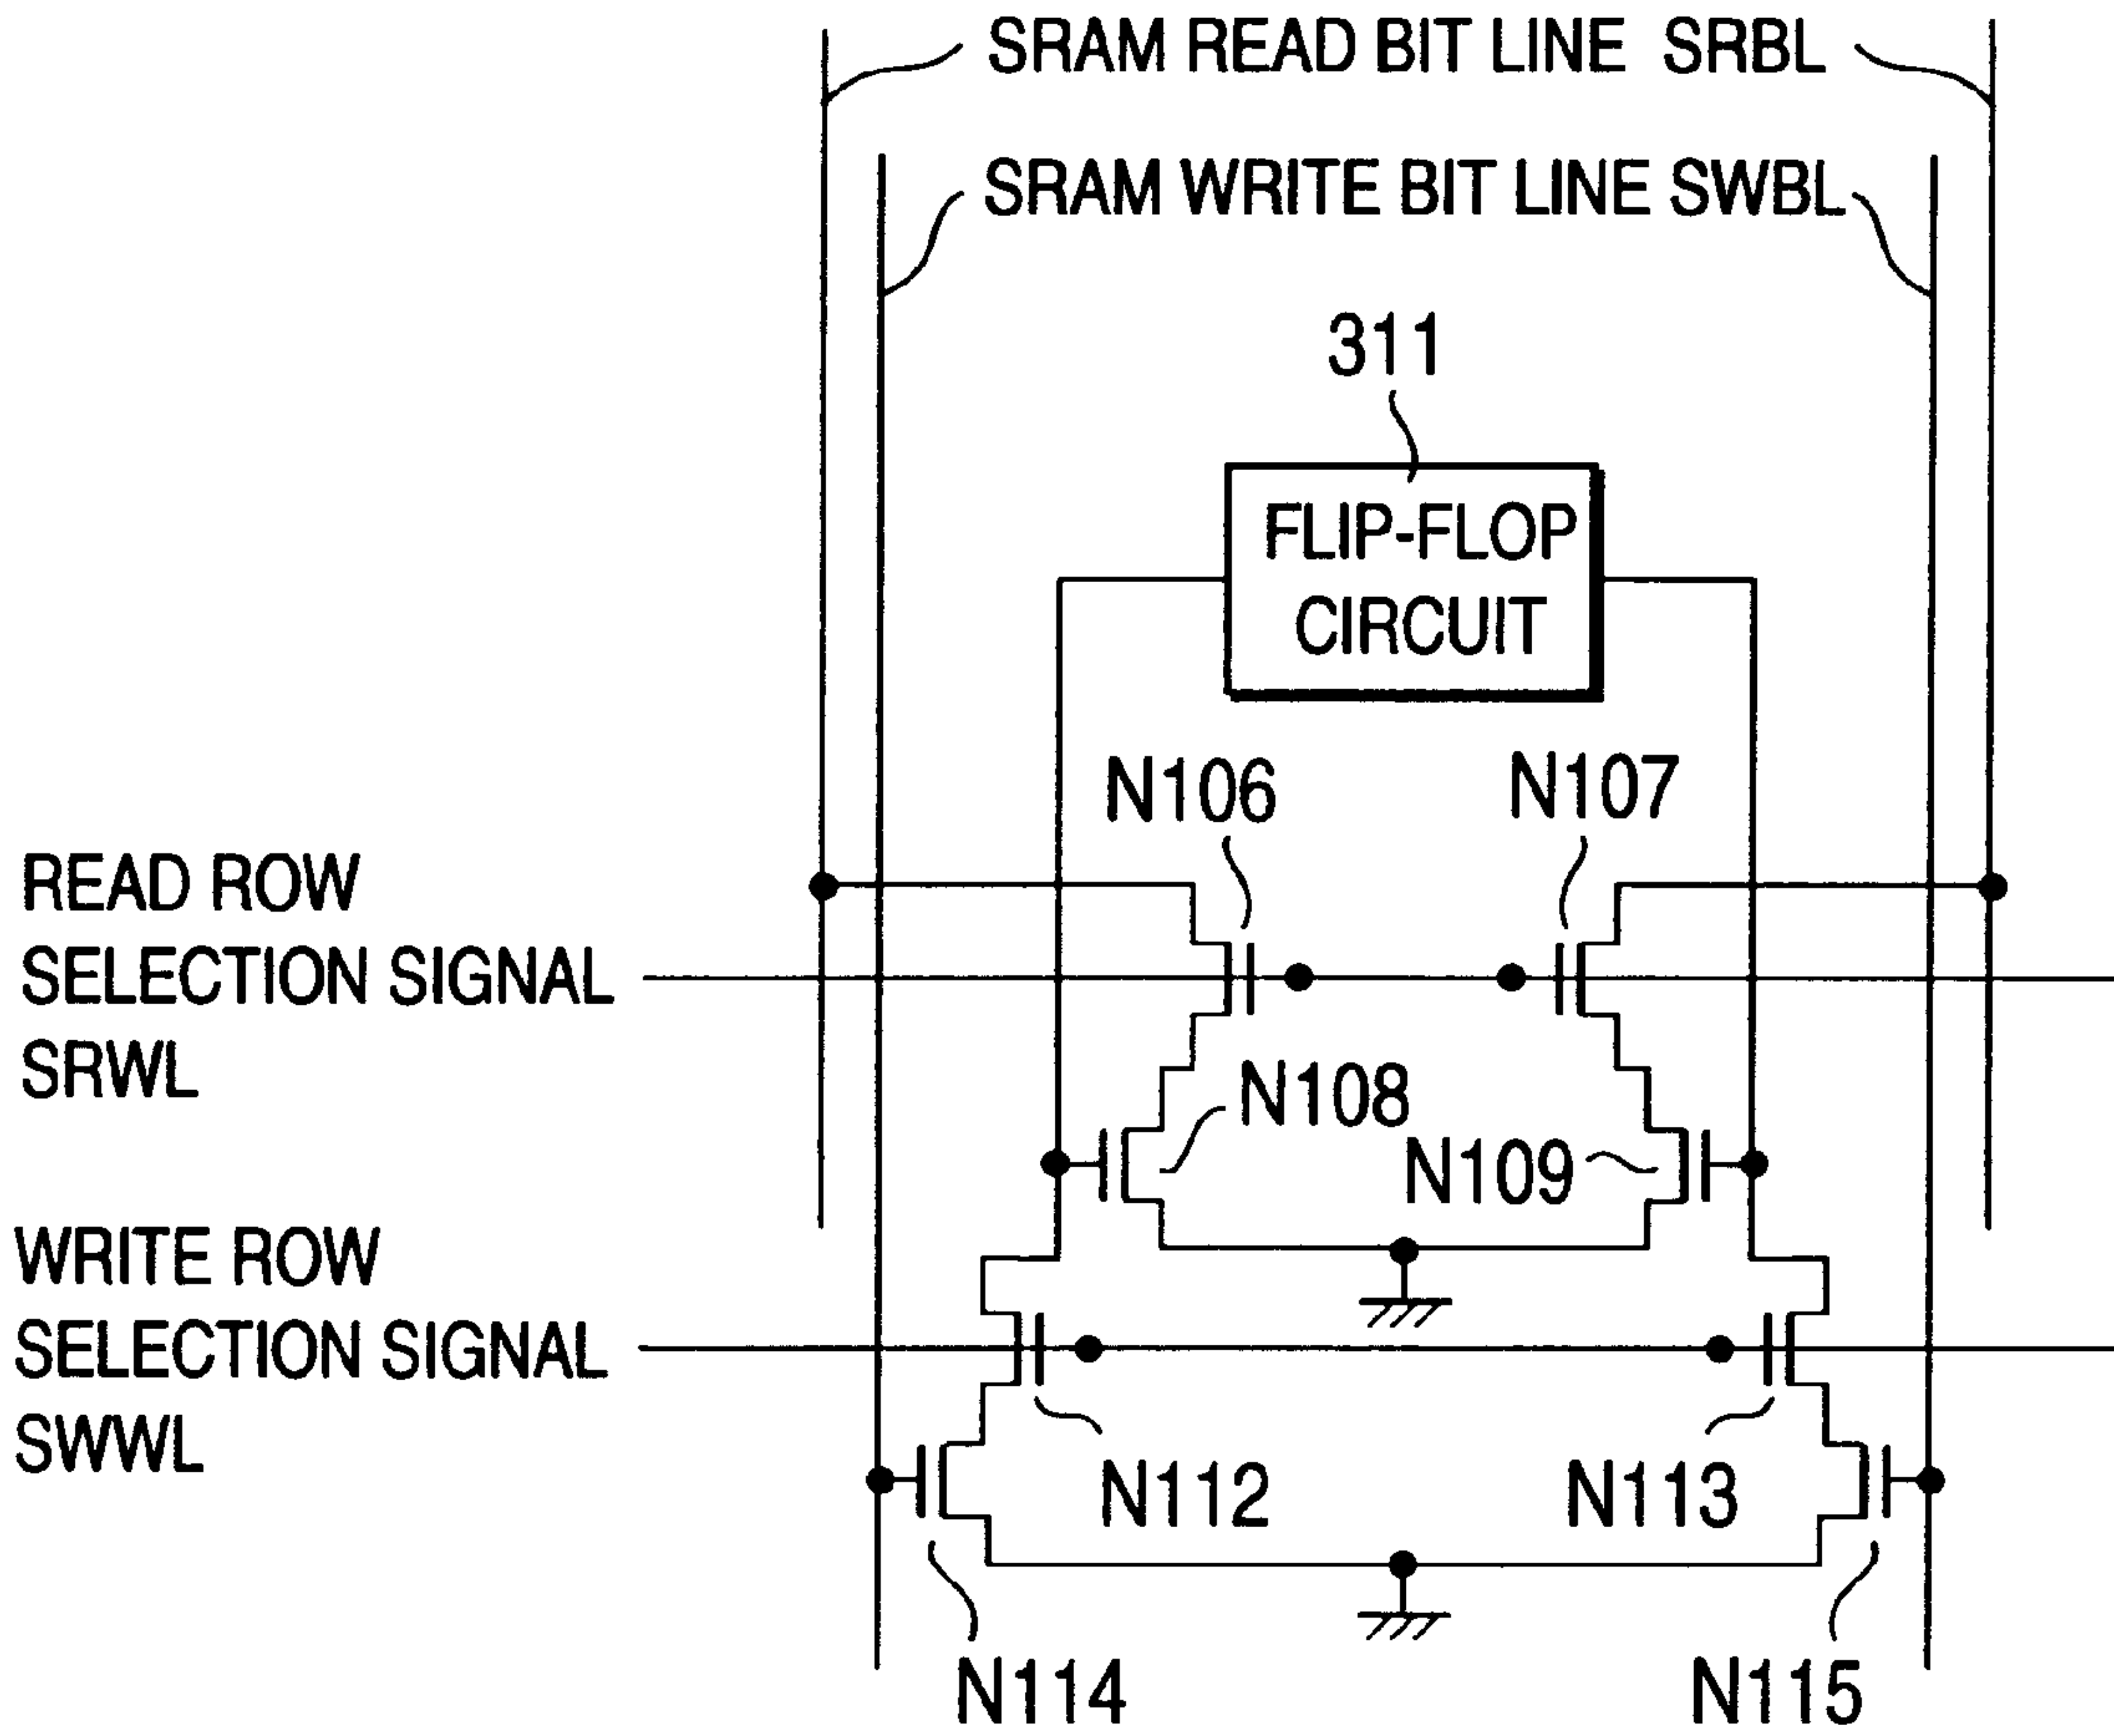 SRAM READ BIT LINE SRBL
SRAM WRITE BIT LINE SWBL
311
FLIP-FLOP
CIRCUIT
N106
N107
READ ROW
SELECTION SIGNAL
SRWL
N108
N109
WRITE ROW
SELECTION SIGNAL
SWWL
N112
N113
N114
N115